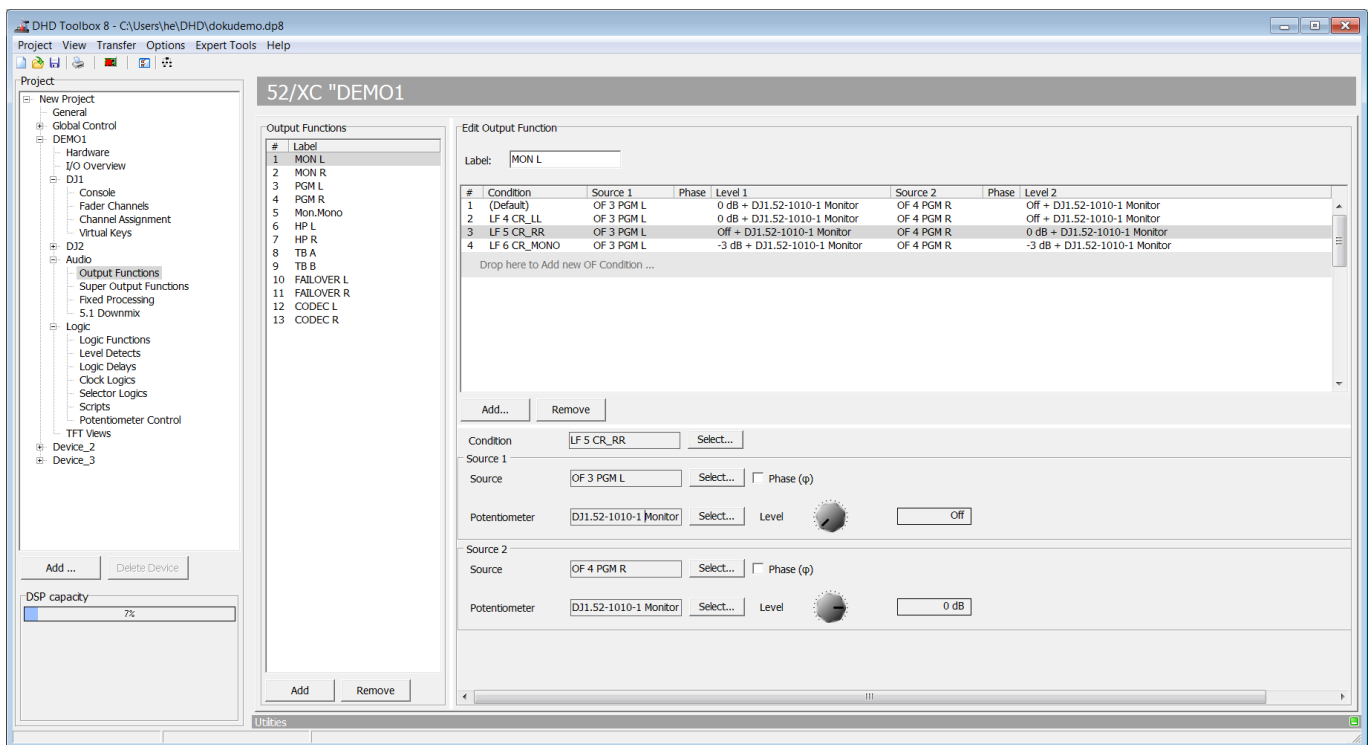 DHD Toolbox 8 - C:\Users\he\DHD\dokudemo.dp8
Project View Transfer Options Expert Tools Help
Project
New Project
General
Global Control
DEMO1
Hardware
I/O Overview
DJ1
Console
Fader Channels
Channel Assignment
Virtual Keys
DJ2
Audio
Output Functions
Super Output Functions
Fixed Processing
5.1 Downmix
Logic
Logic Functions
Level Detects
Logic Delays
Clock Logics
Selector Logics
Scripts
Potentiometer Control
TFT Views
Device_2
Device_3
Add ... Delete Device
DSP capacity
7%
52/XC "DEMO1
Output Functions
# Label
1 MON L
2 MON R
3 PGM L
4 PGM R
5 Mon.Mono
6 HP L
7 HP R
8 TB A
9 TB B
10 FAILOVER L
11 FAILOVER R
12 CODEC L
13 CODEC R
Add Remove
Edit Output Function
Label: MON L
# Condition Source 1 Phase Level 1 Source 2 Phase Level 2
1 (Default) OF 3 PGM L 0 dB + DJ1.52-1010-1 Monitor OF 4 PGM R Off + DJ1.52-1010-1 Monitor
2 LF 4 CR_LL OF 3 PGM L 0 dB + DJ1.52-1010-1 Monitor OF 4 PGM R Off + DJ1.52-1010-1 Monitor
3 LF 5 CR_RR OF 3 PGM L Off + DJ1.52-1010-1 Monitor OF 4 PGM R 0 dB + DJ1.52-1010-1 Monitor
4 LF 6 CR_MONO OF 3 PGM L -3 dB + DJ1.52-1010-1 Monitor OF 4 PGM R -3 dB + DJ1.52-1010-1 Monitor
Drop here to Add new OF Condition ...
Add... Remove
Condition LF 5 CR_RR Select...
Source 1
Source OF 3 PGM L Select... Phase (φ)
Potentiometer DJ1.52-1010-1 Monitor Select... Level Off
Source 2
Source OF 4 PGM R Select... Phase (φ)
Potentiometer DJ1.52-1010-1 Monitor Select... Level 0 dB
Utilities